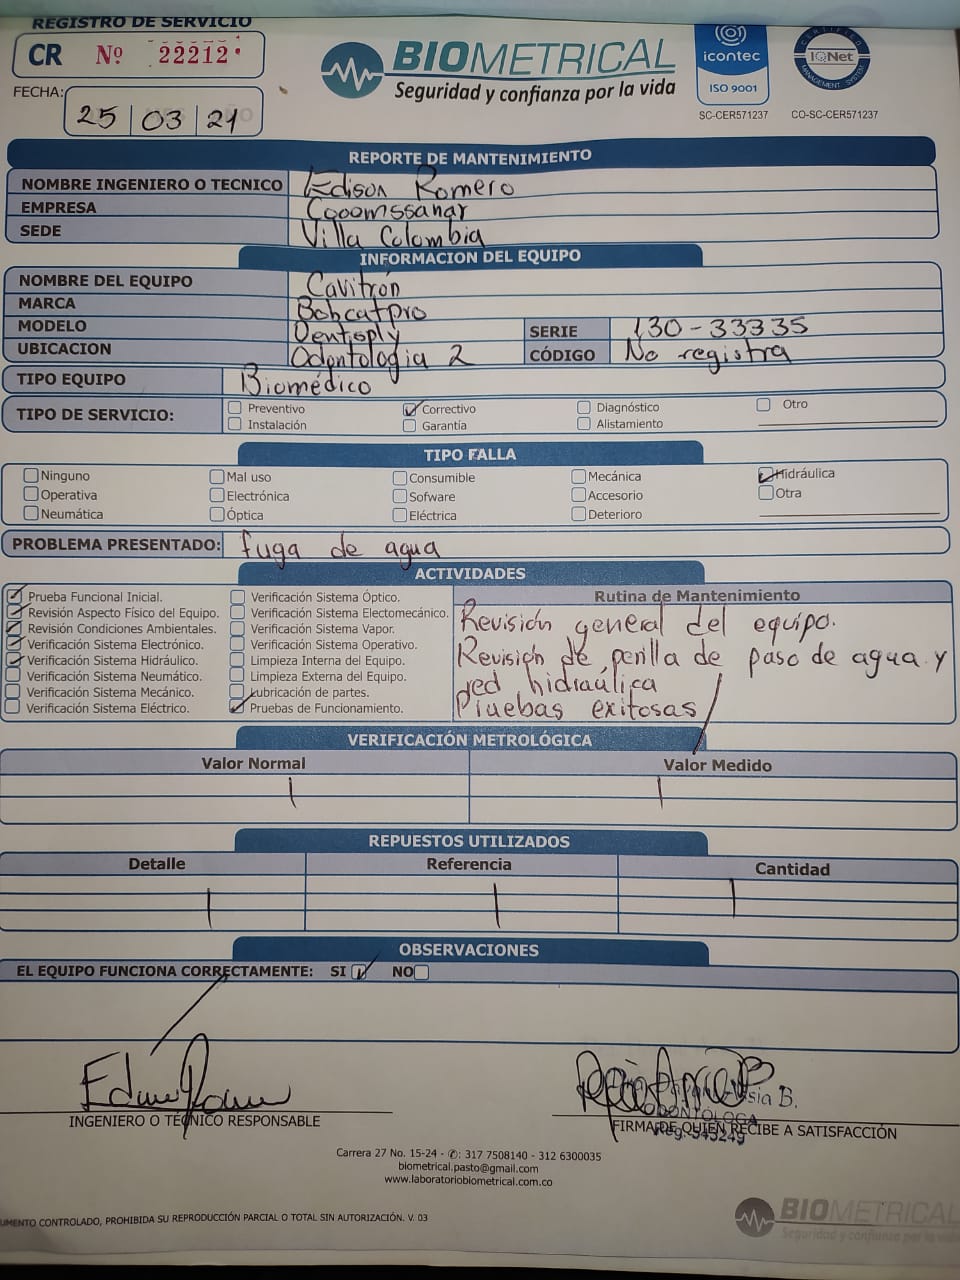 REGISTRO DE SERVICIO
CR Nº 22212
FECHA: 25 03 21
BIOMETRICAL
Seguridad y confianza por la vida
icontec
ISO 9001
SC-CER571237
CERTIFIED
IQNet
MANAGEMENT SYSTEM
CO-SC-CER571237
REPORTE DE MANTENIMIENTO
NOMBRE INGENIERO O TECNICO Edison Romero
EMPRESA Cooomssanar
SEDE Villa Colombia
INFORMACION DEL EQUIPO
NOMBRE DEL EQUIPO Cavitrón
MARCA Bobcatpro
MODELO Dentsply SERIE 130-33335
UBICACION Odontologia 2 CÓDIGO No registra
TIPO EQUIPO Biomédico
TIPO DE SERVICIO: Preventivo Correctivo Diagnóstico Otro
Instalación Garantía Alistamiento
TIPO FALLA
Ninguno Mal uso Consumible Mecánica Hidráulica
Operativa Electrónica Sofware Accesorio Otra
Neumática Óptica Eléctrica Deterioro
PROBLEMA PRESENTADO: fuga de agua
ACTIVIDADES
Prueba Funcional Inicial.
Revisión Aspecto Físico del Equipo.
Revisión Condiciones Ambientales.
Verificación Sistema Electrónico.
Verificación Sistema Hidráulico.
Verificación Sistema Neumático.
Verificación Sistema Mecánico.
Verificación Sistema Eléctrico.
Verificación Sistema Óptico.
Verificación Sistema Electomecánico.
Verificación Sistema Vapor.
Verificación Sistema Operativo.
Limpieza Interna del Equipo.
Limpieza Externa del Equipo.
Lubricación de partes.
Pruebas de Funcionamiento.
Rutina de Mantenimiento
Revisión general del equipo.
Revisión de perilla de paso de agua y
red hidraúlica
Pruebas exitosas
VERIFICACIÓN METROLÓGICA
Valor Normal Valor Medido
REPUESTOS UTILIZADOS
Detalle Referencia Cantidad
OBSERVACIONES
EL EQUIPO FUNCIONA CORRECTAMENTE: SI NO
INGENIERO O TÉCNICO RESPONSABLE
B.
ODONTÓLOGA
FIRMA DE QUIEN RECIBE A SATISFACCIÓN
Carrera 27 No. 15-24 - ✆: 317 7508140 - 312 6300035
biometrical.pasto@gmail.com
www.laboratoriobiometrical.com.co
UMENTO CONTROLADO, PROHIBIDA SU REPRODUCCIÓN PARCIAL O TOTAL SIN AUTORIZACIÓN. V. 03
BIOMETRICAL
Seguridad y confianza por la vida